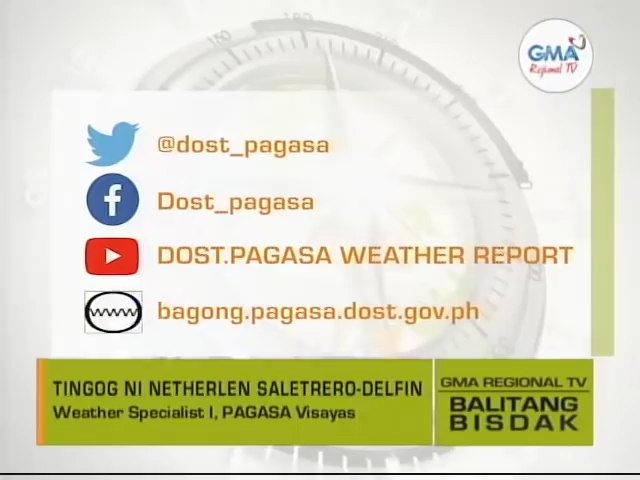 GMA
Regional TV
@dost_pagasa
Dost_pagasa
DOST.PAGASA WEATHER REPORT
www
bagong.pagasa.dost.gov.ph
TINGOG NI NETHERLEN SALETRERO-DELFIN
Weather Specialist I, PAGASA Visayas
GMA REGIONAL TV
BALITANG
BISDAK